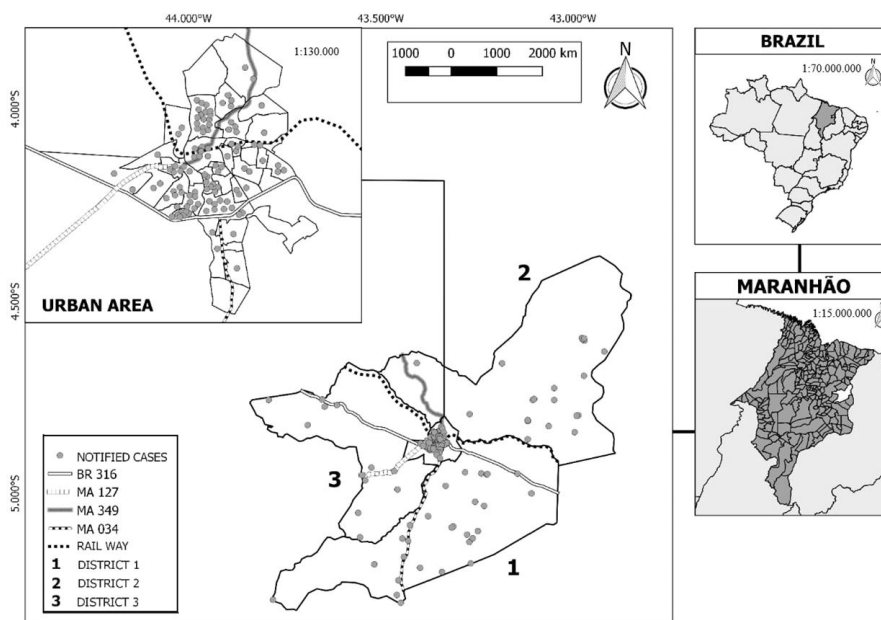 44.000°W
43.500°W
43.000°W
4.000°S
4.500°S
5.000°S
1:130.000
URBAN AREA
1000 0 1000 2000 km
N
2
3
1
NOTIFIED CASES
BR 316
MA 127
MA 349
MA 034
RAIL WAY
1 DISTRICT 1
2 DISTRICT 2
3 DISTRICT 3
BRAZIL
1:70.000.000
MARANHÃO
1:15.000.000